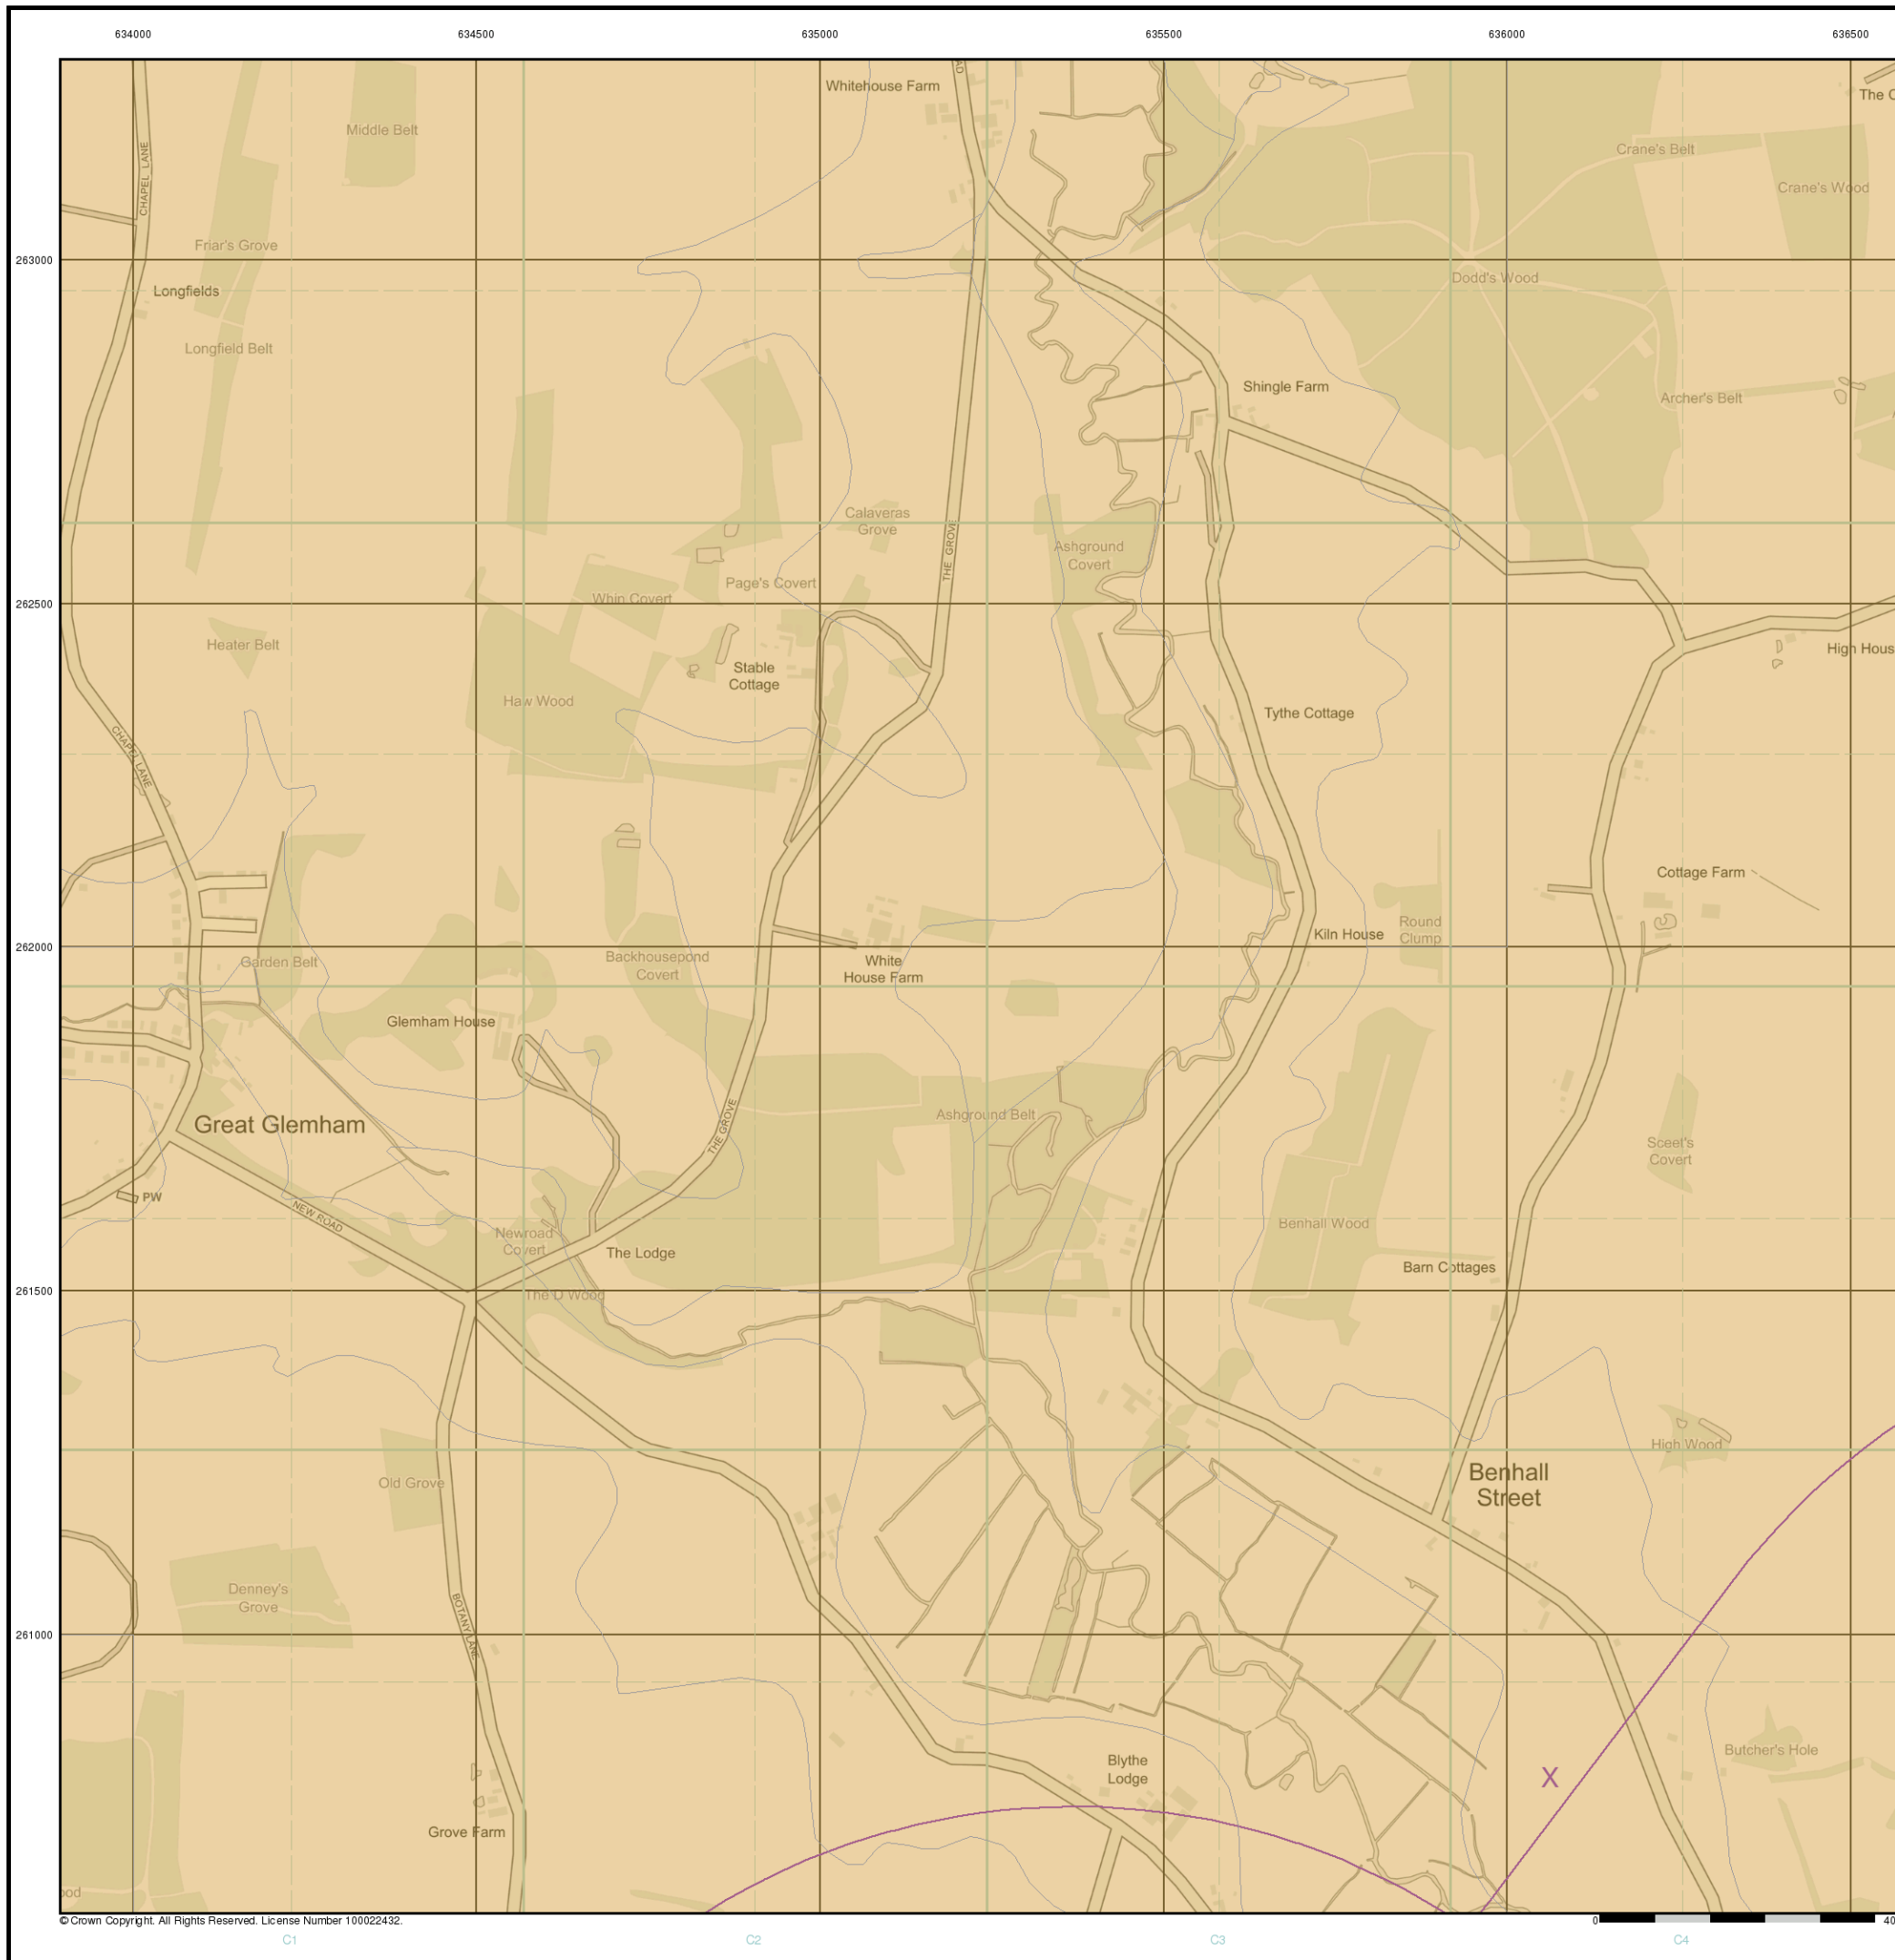 634000
634500
635000
635500
636000
636500
Whitehouse Farm
The
Middle Belt
CHAPEL LANE
Crane's Belt
Crane's Wood
Friar's Grove
263000
Longfields
Dodd's Wood
Longfield Belt
Shingle Farm
Archer's Belt
Calaveras
Grove
THE GROVE
Ashground
Covert
Page's Covert
Whin Covert
262500
Heater Belt
High
Stable
Cottage
Haw Wood
Tythe Cottage
CHAPEL LANE
Cottage Farm
Round
Clump
Kiln House
262000
Garden Belt
Backhousepond
Covert
White
House Farm
Glemham House
Great Glemham
THE GROVE
Ashground Belt
Sceet's
Covert
PW
NEW ROAD
Newroad
Covert
The Lodge
Benhall Wood
Barn Cottages
261500
The D Wood
High Wood
Benhall
Street
Old Grove
Denney's
Grove
BOTANY LANE
261000
Butcher's Hole
Blythe
Lodge
X
Grove Farm
© Crown Copyright. All Rights Reserved. License Number 100022432.
0
C1
C2
C3
C4